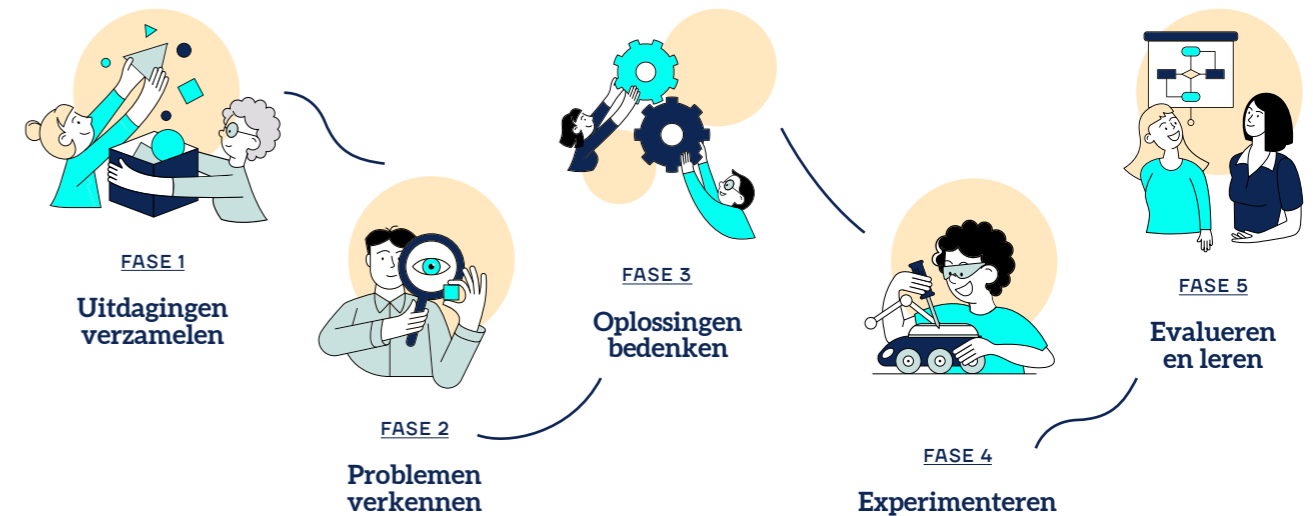 FASE 1
Uitdagingen
verzamelen
FASE 2
Problemen
verkennen
FASE 3
Oplossingen
bedenken
FASE 4
Experimenteren
FASE 5
Evalueren
en leren